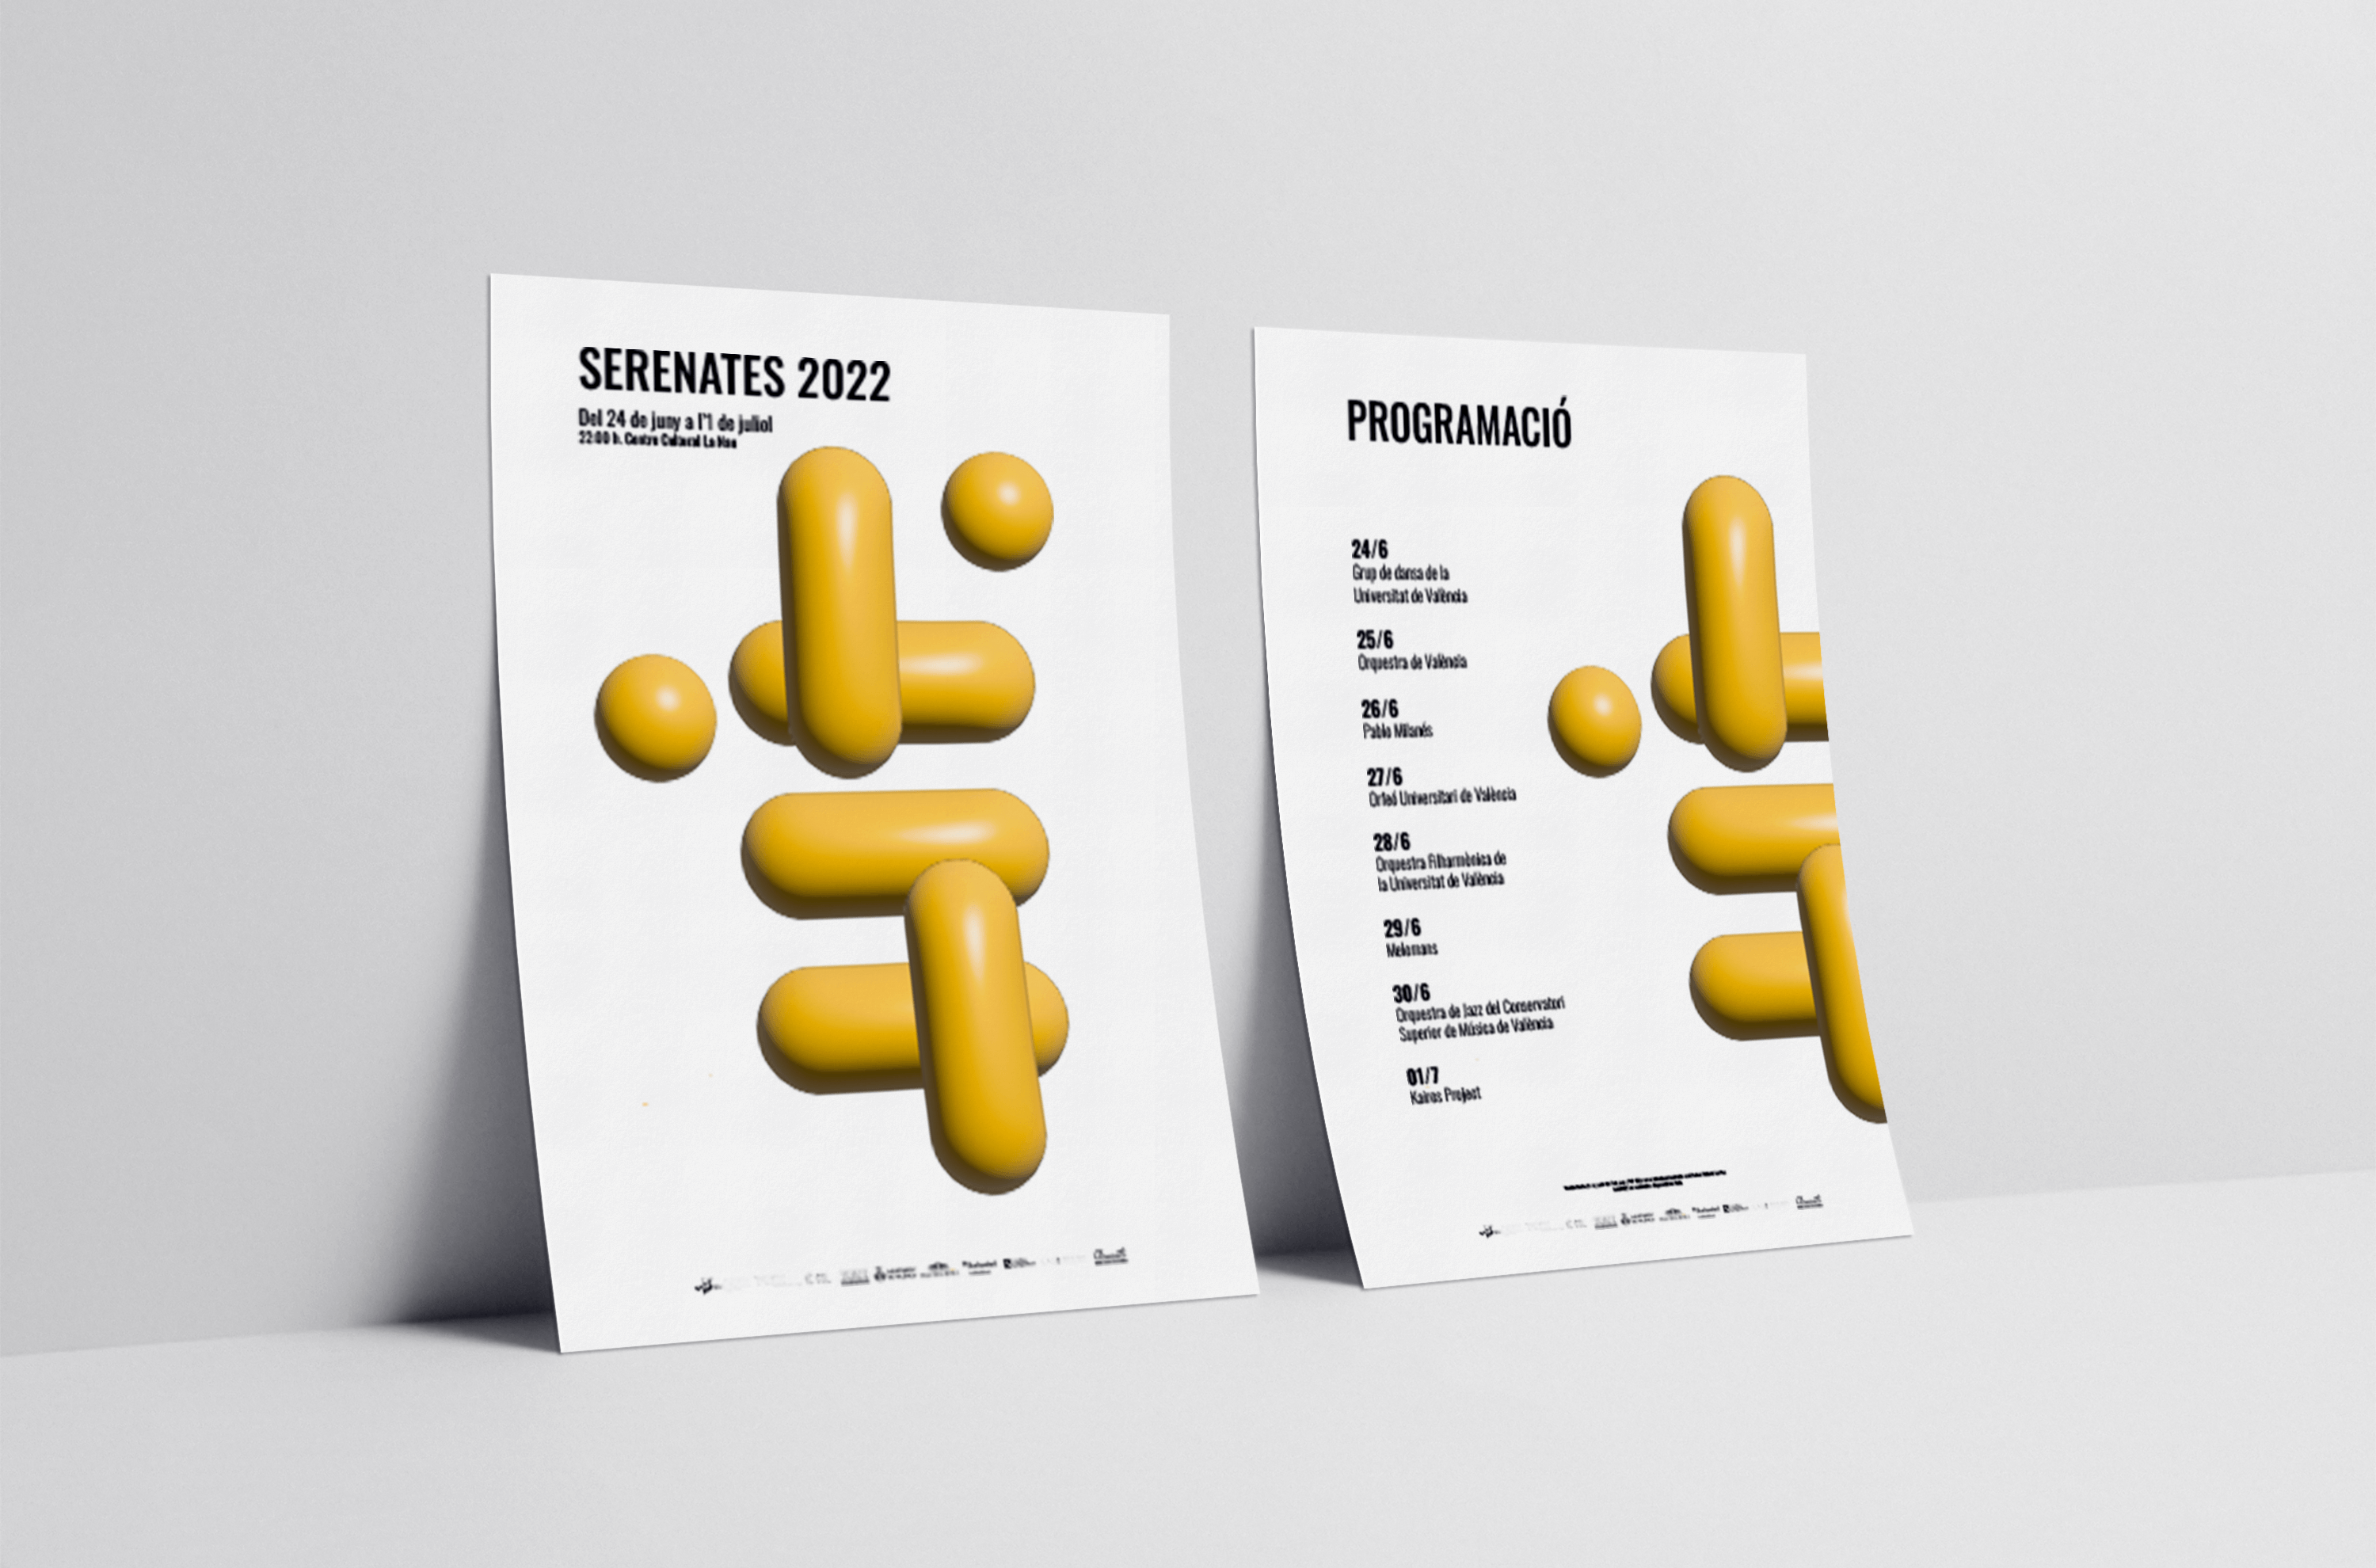 SERENATES 2022
Del 24 de juny a l'1 de juliol
22:00 h. Centre Cultural La Nau
PROGRAMACIÓ
24/6
Grup de dansa de la
Universitat de València
25/6
Orquestra de València
26/6
Pablo Milanés
27/6
Orfeó Universitari de València
28/6
Orquestra Filharmònica de
la Universitat de València
29/6
Melomans
30/6
Orquestra de Jazz del Conservatori
Superior de Música de València
01/7
Kairos Project